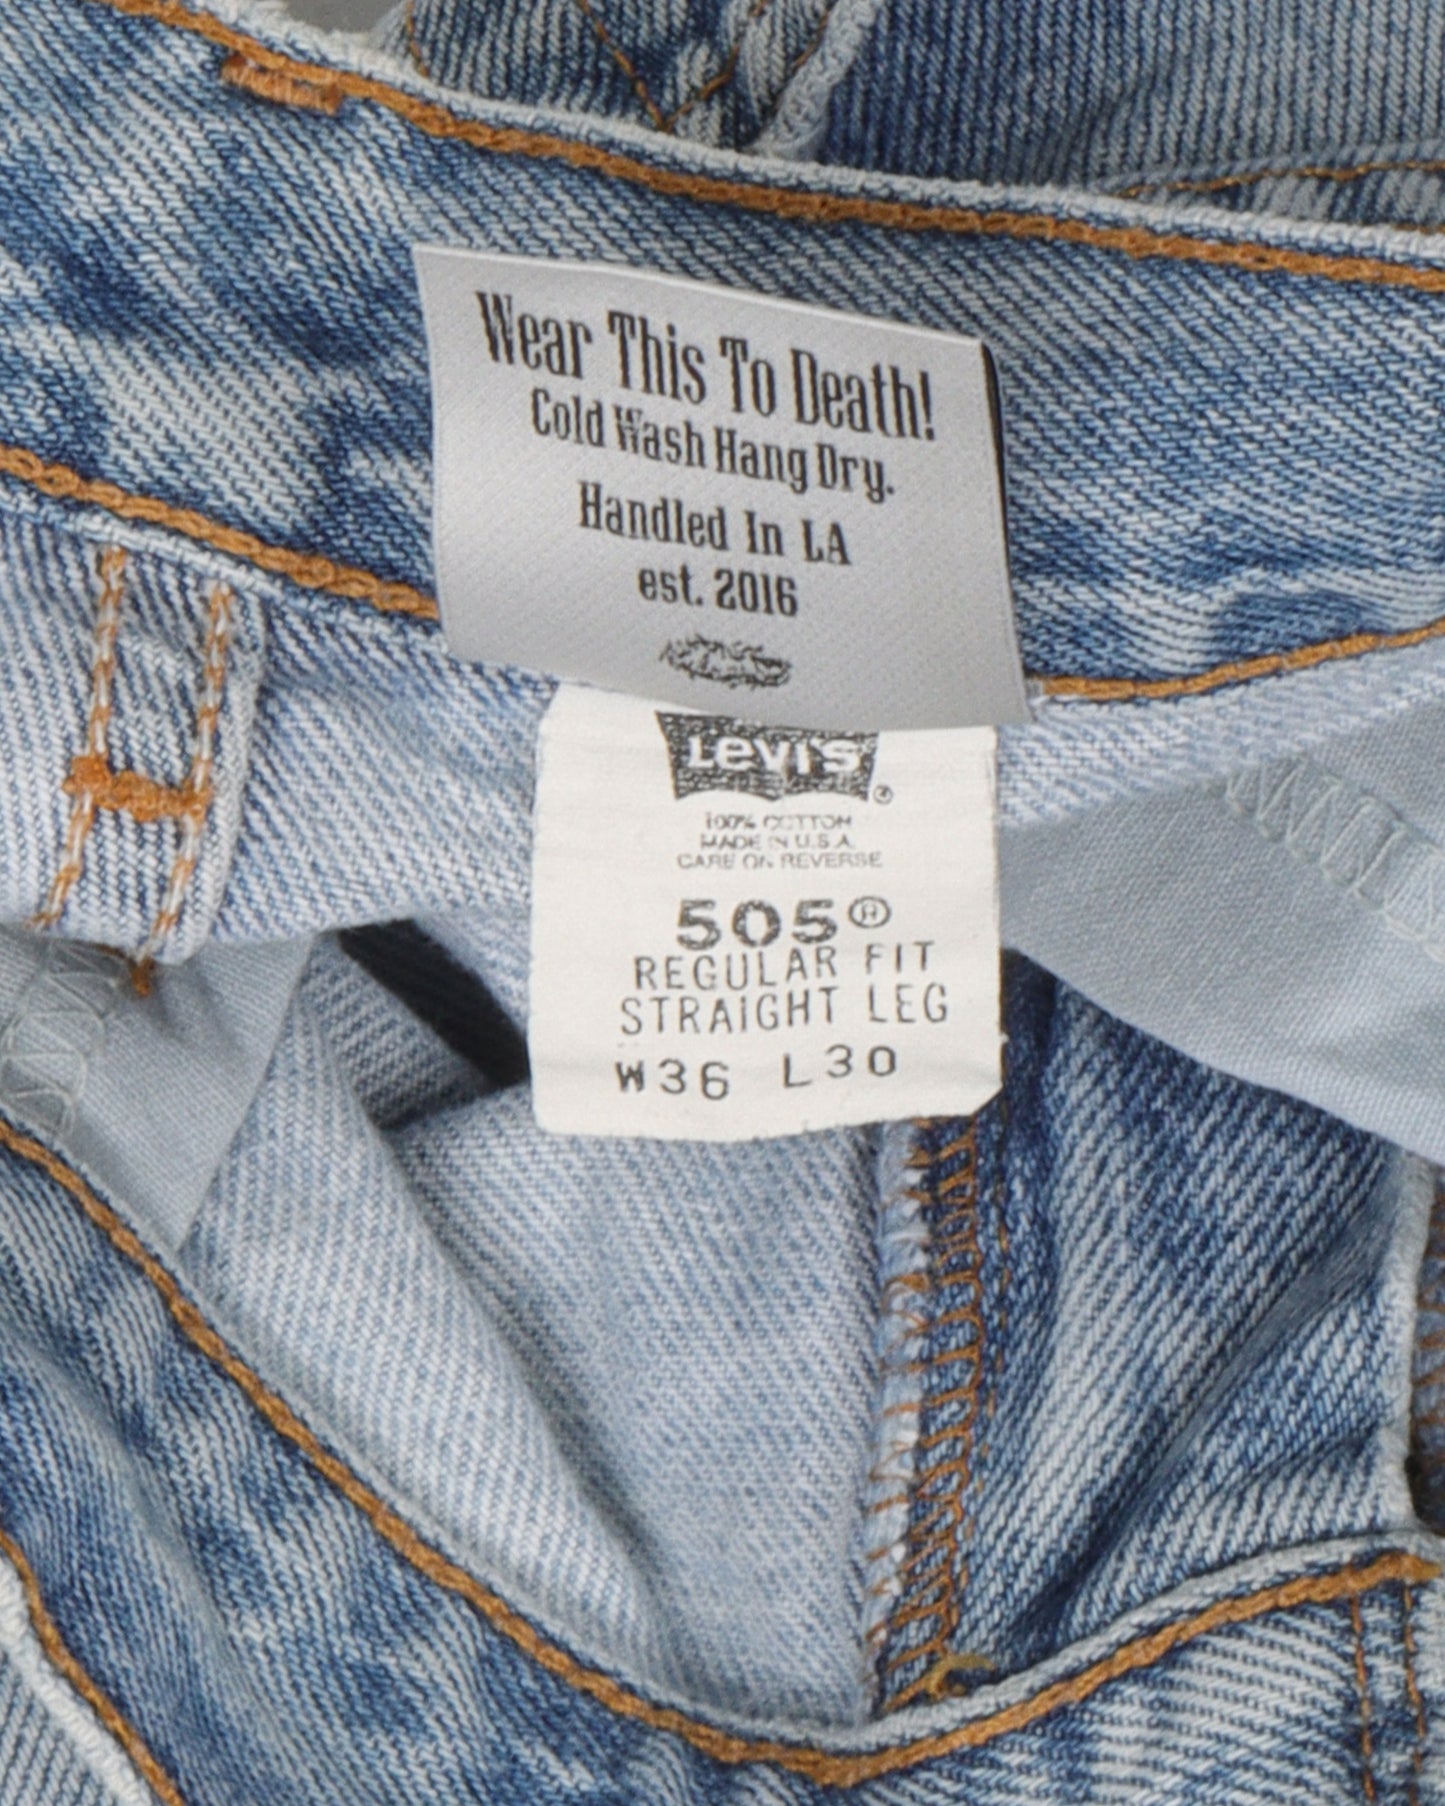 Wear This To Death!
Cold Wash Hang Dry.
Handled In LA
est. 2016
LEVI'S ®
100% COTTON
MADE IN U.S.A.
CARE ON REVERSE
505®
REGULAR FIT
STRAIGHT LEG
W36 L30